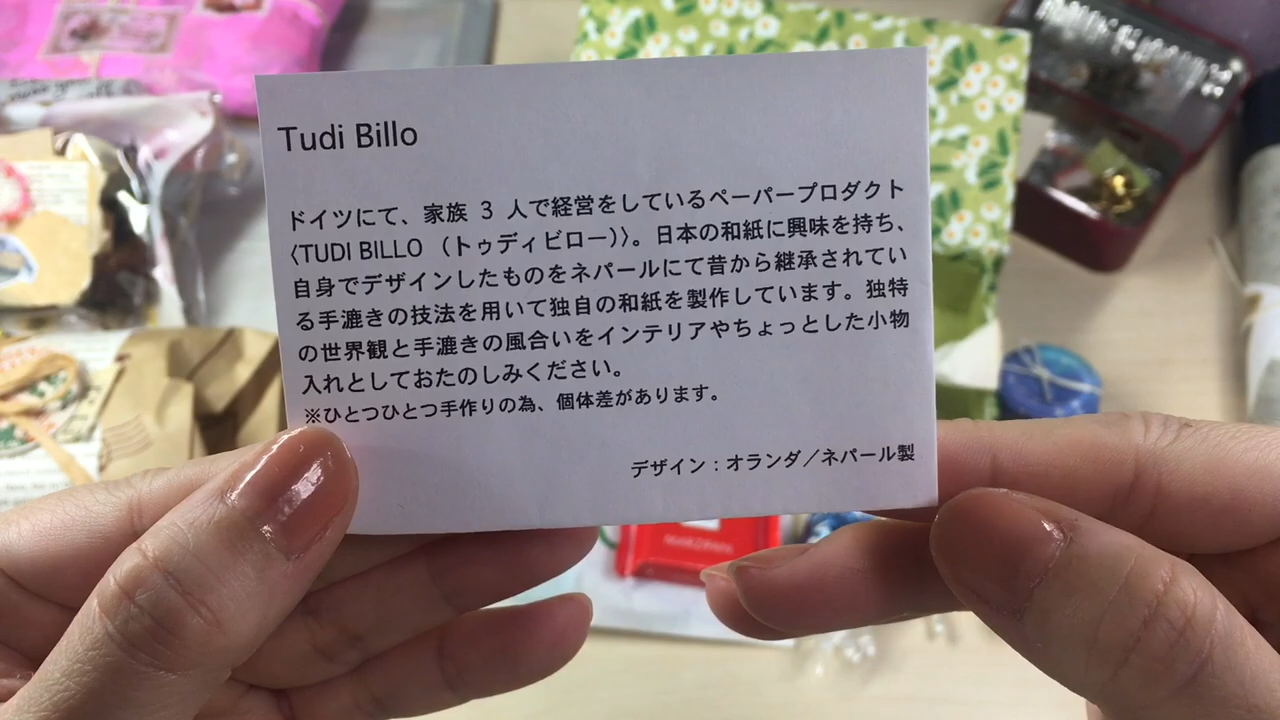 Tudi Billo
ドイツにて、家族 3 人で経営をしているペーパープロダクト
〈TUDI BILLO （トゥディビロー）〉。日本の和紙に興味を持ち、
自身でデザインしたものをネパールにて昔から継承されてい
る手漉きの技法を用いて独自の和紙を製作しています。独特
の世界観と手漉きの風合いをインテリアやちょっとした小物
入れとしておたのしみください。
※ひとつひとつ手作りの為、個体差があります。
デザイン：オランダ／ネパール製